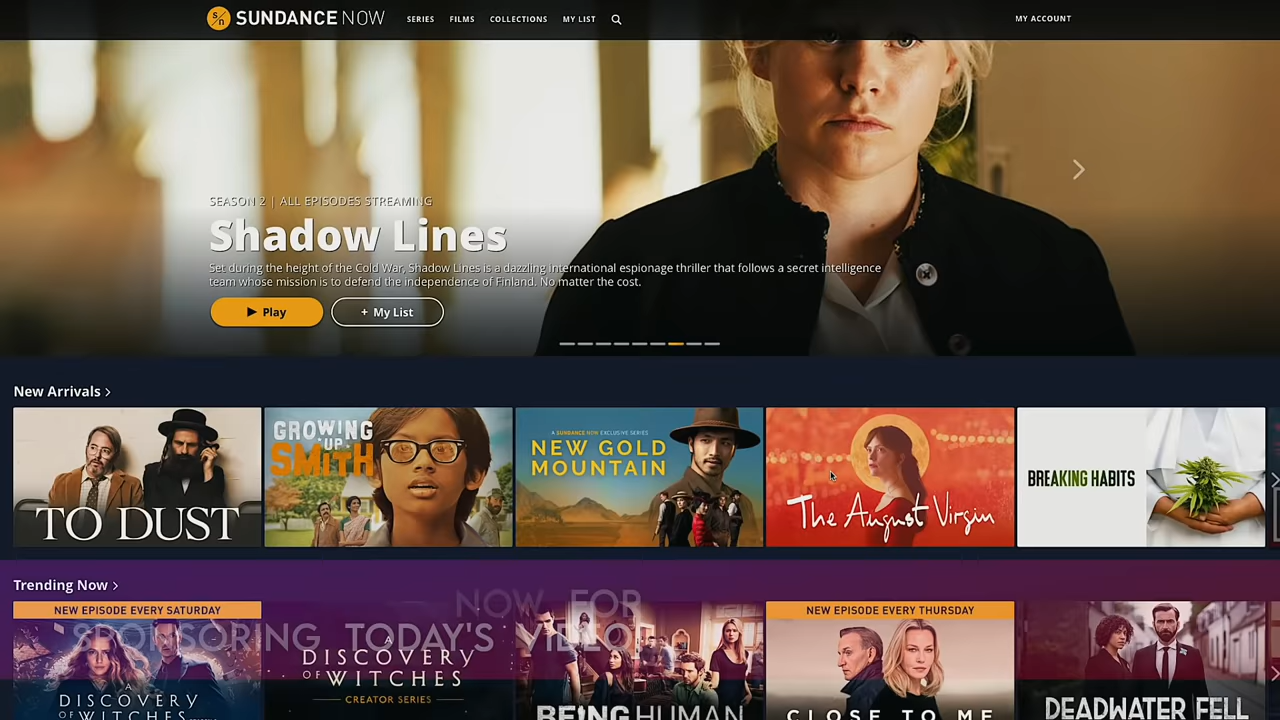 s/n SUNDANCE NOW SERIES FILMS COLLECTIONS MY LIST MY ACCOUNT
SEASON 2 | ALL EPISODES STREAMING
Shadow Lines
Set during the height of the Cold War, Shadow Lines is a dazzling international espionage thriller that follows a secret intelligence
team whose mission is to defend the independence of Finland. No matter the cost.
Play + My List
New Arrivals
TO DUST
GROWING
UP
SMITH
A SUNDANCE NOW EXCLUSIVE SERIES
NEW GOLD
MOUNTAIN
The August Virgin
BREAKING HABITS
Trending Now
NOW FOR
SPONSORING TODAY'S VIDEO
NEW EPISODE EVERY SATURDAY
A
DISCOVERY
OF WITCHES
A
DISCOVERY
OF WITCHES
CREATOR SERIES
BEING HUMAN
NEW EPISODE EVERY THURSDAY
CLOSE TO ME
DEADWATER FELL